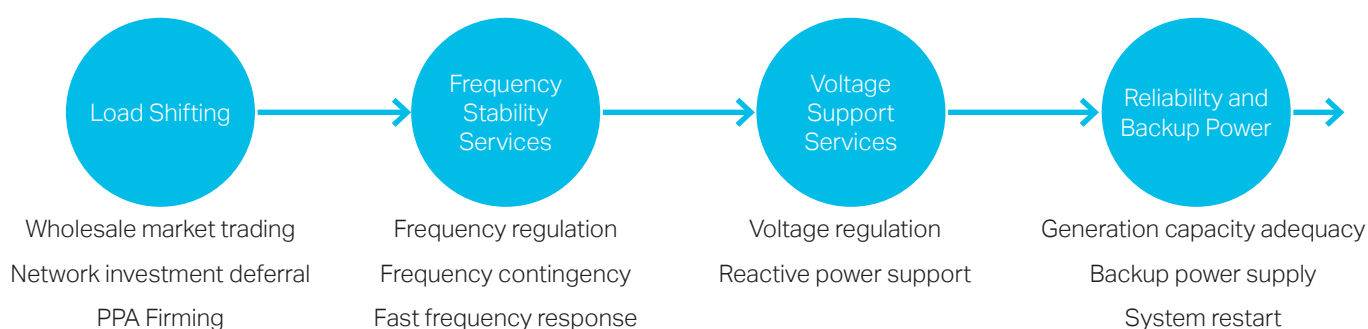 Load Shifting
Wholesale market trading
Network investment deferral
PPA Firming
Frequency
Stability
Services
Frequency regulation
Frequency contingency
Fast frequency response
Voltage
Support
Services
Voltage regulation
Reactive power support
Reliability and
Backup Power
Generation capacity adequacy
Backup power supply
System restart